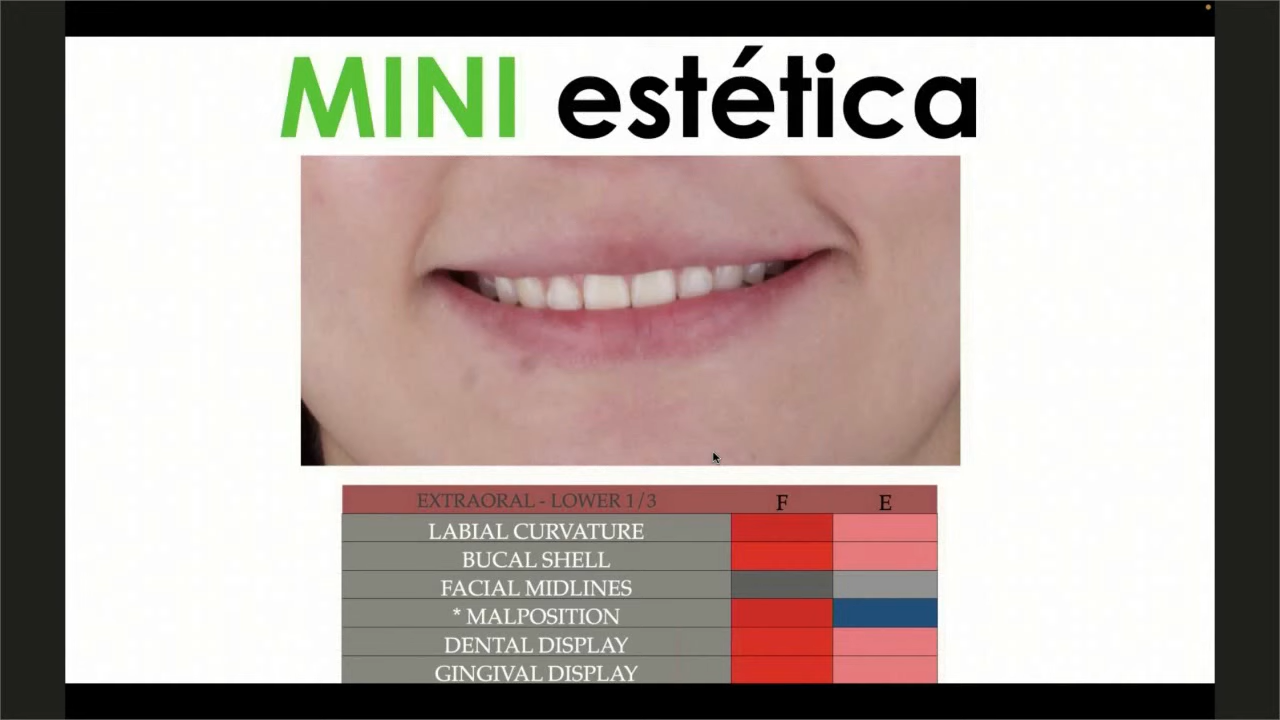 MINI estética
EXTRAORAL - LOWER 1/3 F E
LABIAL CURVATURE
BUCAL SHELL
FACIAL MIDLINES
* MALPOSITION
DENTAL DISPLAY
GINGIVAL DISPLAY